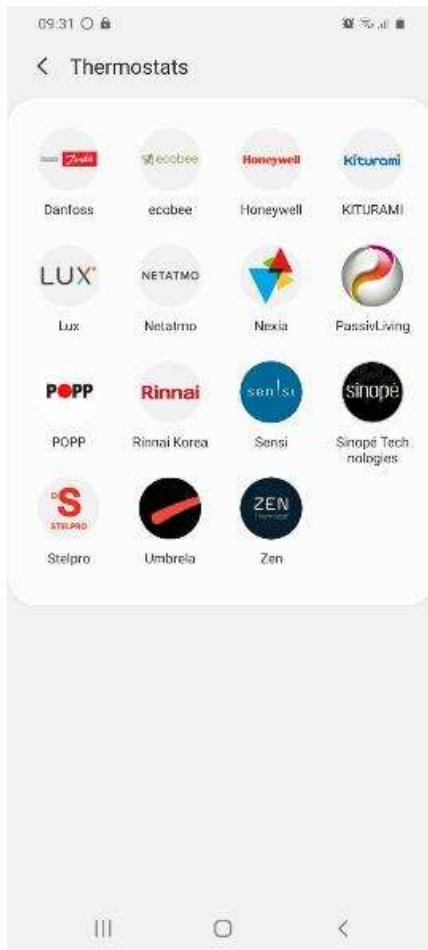 09:31
Thermostats
Danfoss ecobee Honeywell Kiturami
Danfoss ecobee Honeywell KITURAMI
LUX NETATMO
Lux Netatmo Nexia PassivLiving
POPP Rinnai sensi sinopé
POPP Rinnai Korea Sensi Sinopé Tech
nologies
S
STELPRO ZEN
Stelpro Umbrela Zen